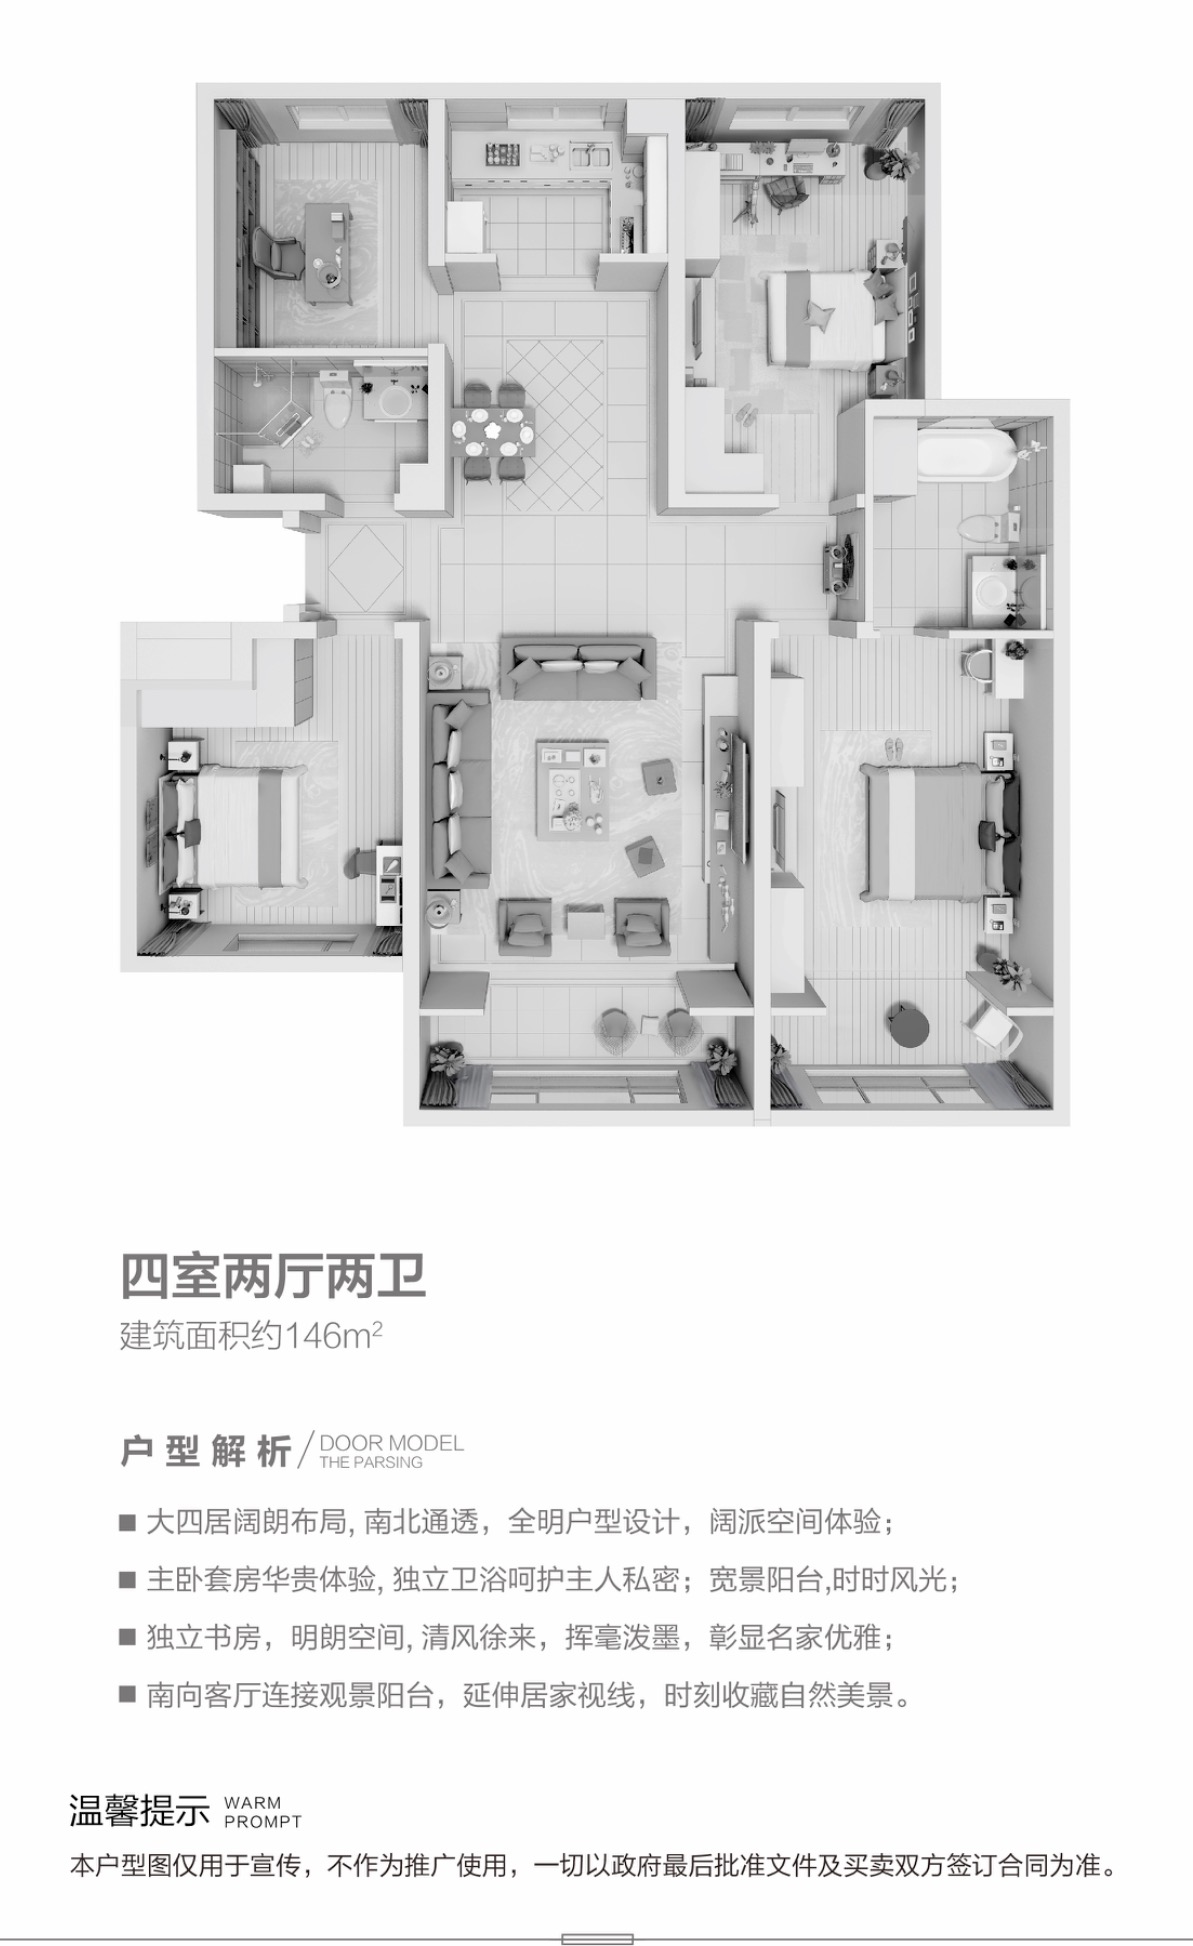 四室两厅两卫
建筑面积约146m²
户型解析/DOOR MODEL
THE PARSING
■ 大四居阔朗布局, 南北通透，全明户型设计，阔派空间体验；
■ 主卧套房华贵体验, 独立卫浴呵护主人私密；宽景阳台,时时风光；
■ 独立书房，明朗空间, 清风徐来，挥毫泼墨，彰显名家优雅；
■ 南向客厅连接观景阳台，延伸居家视线，时刻收藏自然美景。
温馨提示 WARM
PROMPT
本户型图仅用于宣传，不作为推广使用，一切以政府最后批准文件及买卖双方签订合同为准。